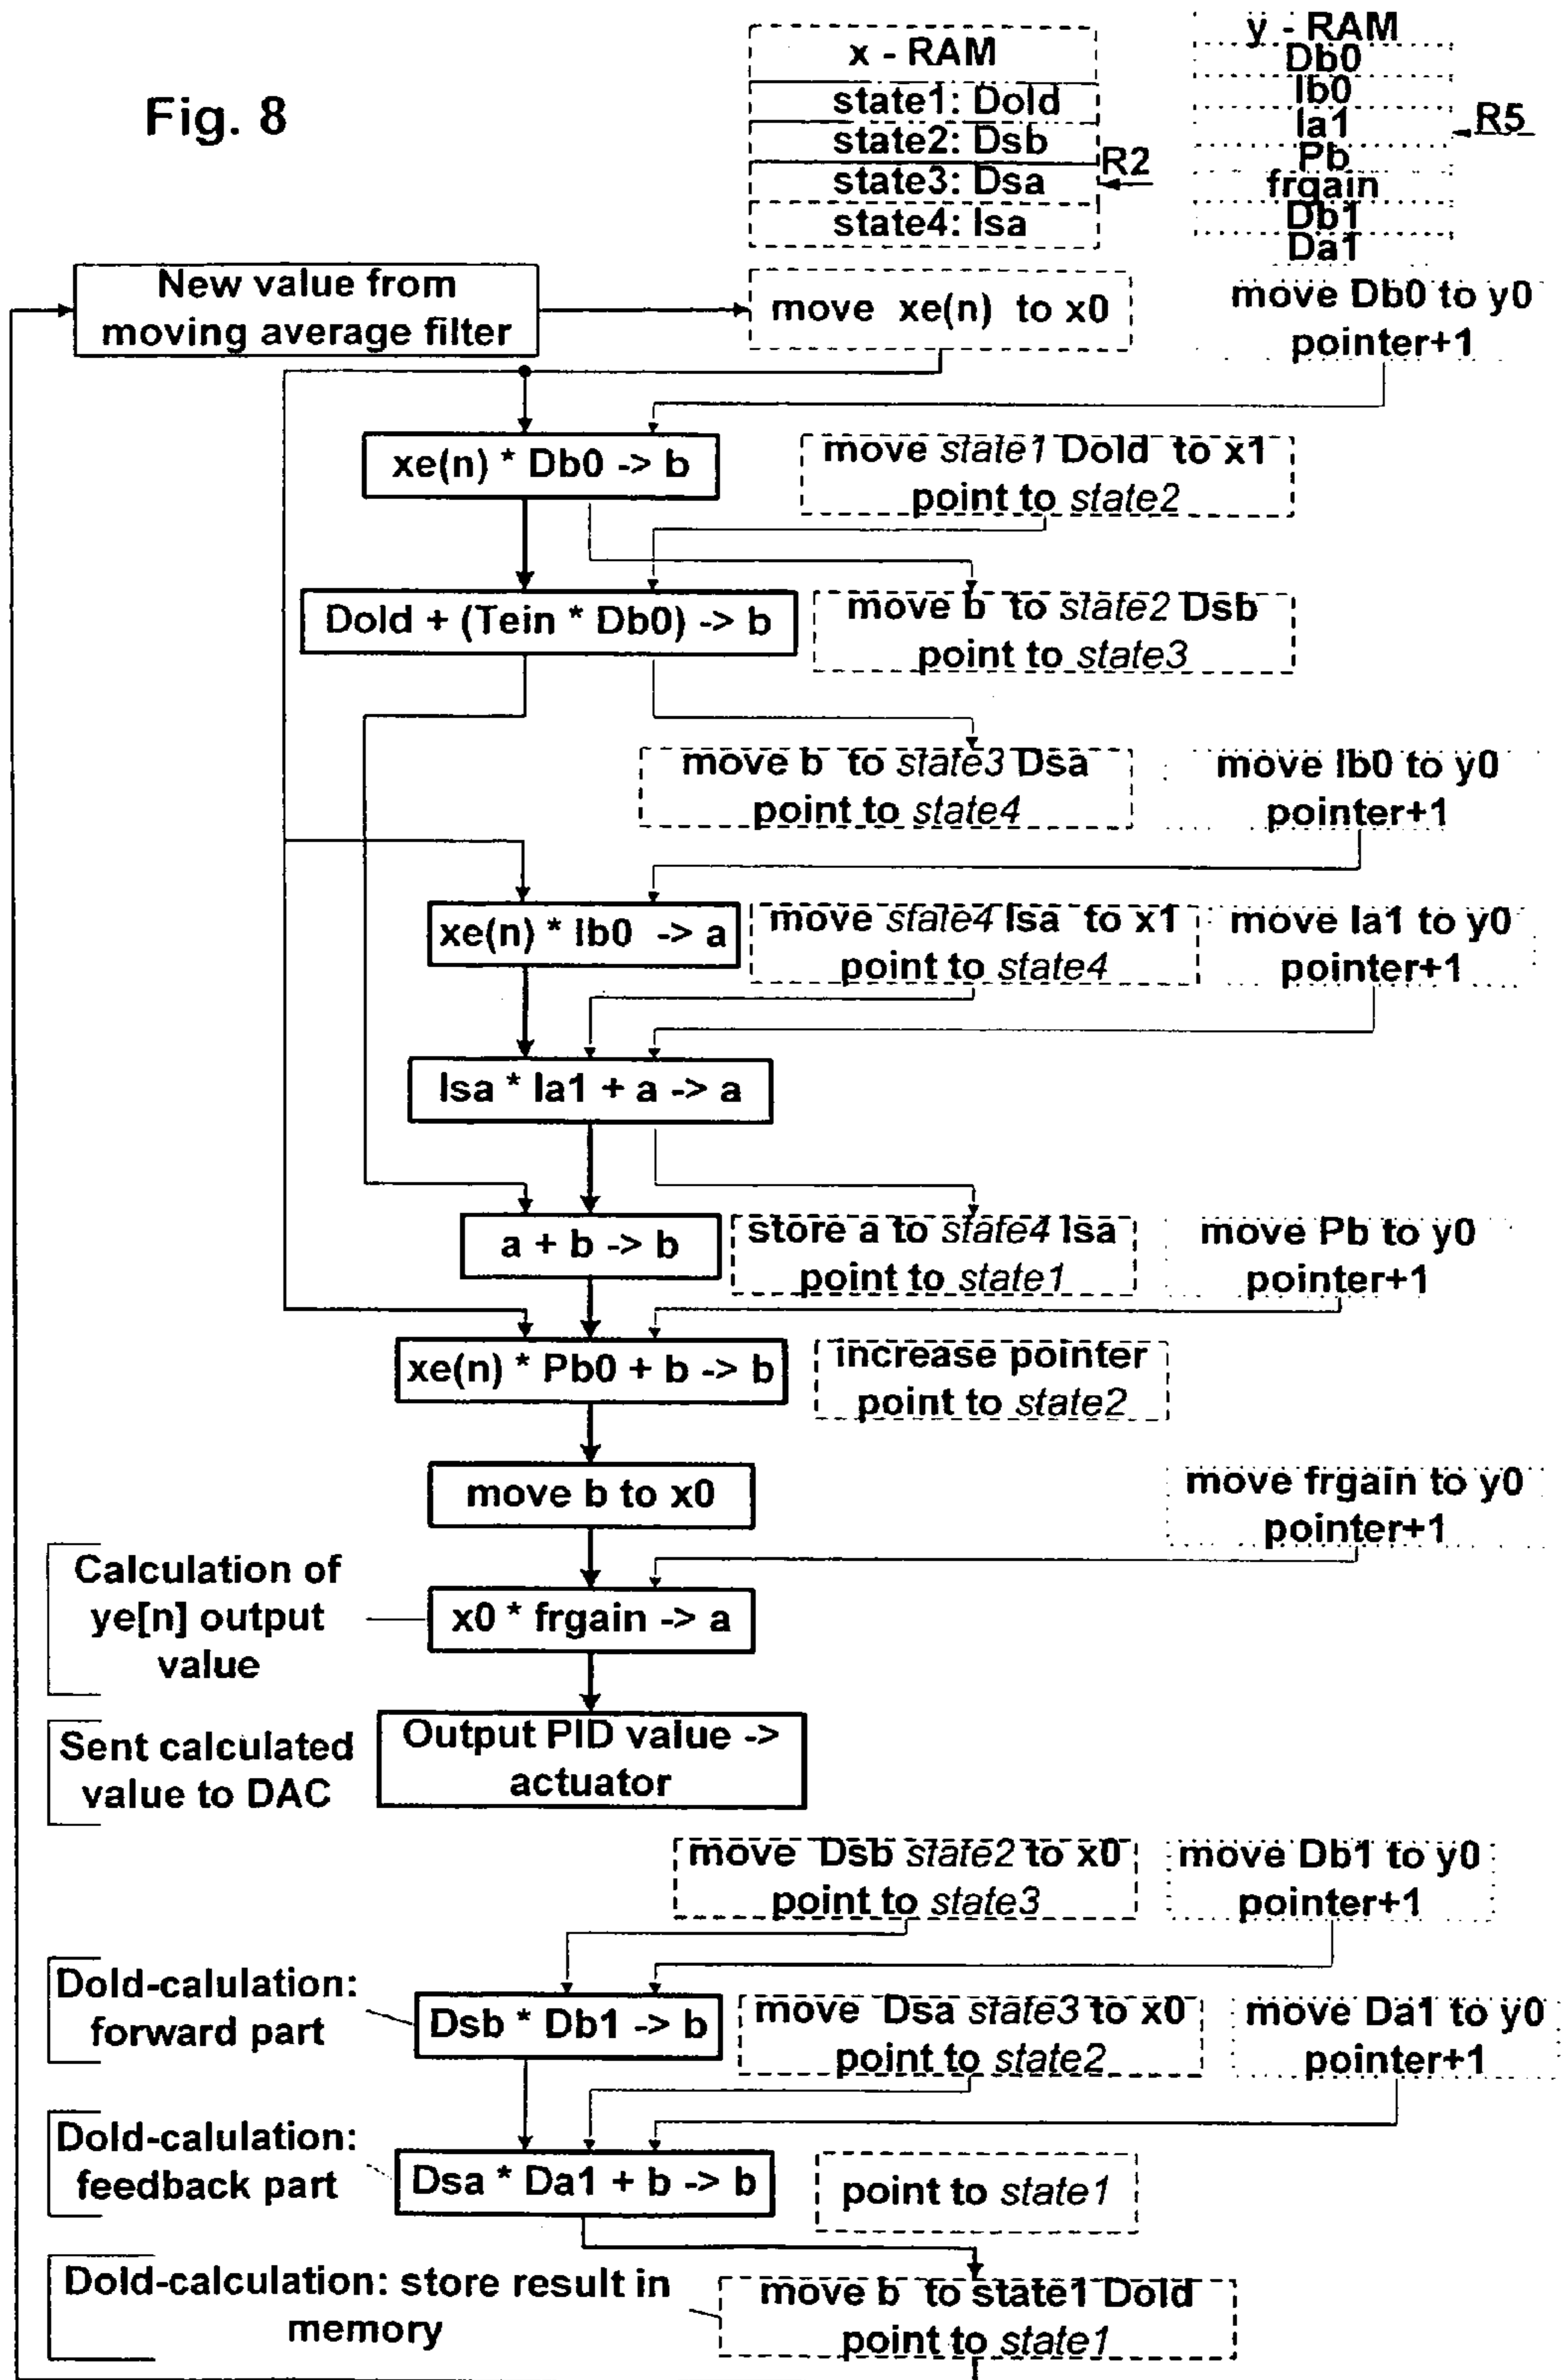 Fig. 8
x - RAM
state1: Dold
state2: Dsb
state3: Dsa
state4: Isa
R2
y - RAM
Db0
Ib0
Ia1
Pb
frgain
Db1
Da1
R5
New value from
moving average filter
move xe(n) to x0
move Db0 to y0
pointer+1
xe(n) * Db0 -> b
move state1 Dold to x1
point to state2
Dold + (Tein * Db0) -> b
move b to state2 Dsb
point to state3
move b to state3 Dsa
point to state4
move Ib0 to y0
pointer+1
xe(n) * Ib0 -> a
move state4 Isa to x1
point to state4
move Ia1 to y0
pointer+1
Isa * Ia1 + a -> a
a + b -> b
store a to state4 Isa
point to state1
move Pb to y0
pointer+1
xe(n) * Pb0 + b -> b
increase pointer
point to state2
move b to x0
move frgain to y0
pointer+1
Calculation of
ye[n] output
value
x0 * frgain -> a
Sent calculated
value to DAC
Output PID value ->
actuator
move Dsb state2 to x0
point to state3
move Db1 to y0
pointer+1
Dold-calulation:
forward part
Dsb * Db1 -> b
move Dsa state3 to x0
point to state2
move Da1 to y0
pointer+1
Dold-calulation:
feedback part
Dsa * Da1 + b -> b
point to state1
Dold-calculation: store result in
memory
move b to state1 Dold
point to state1